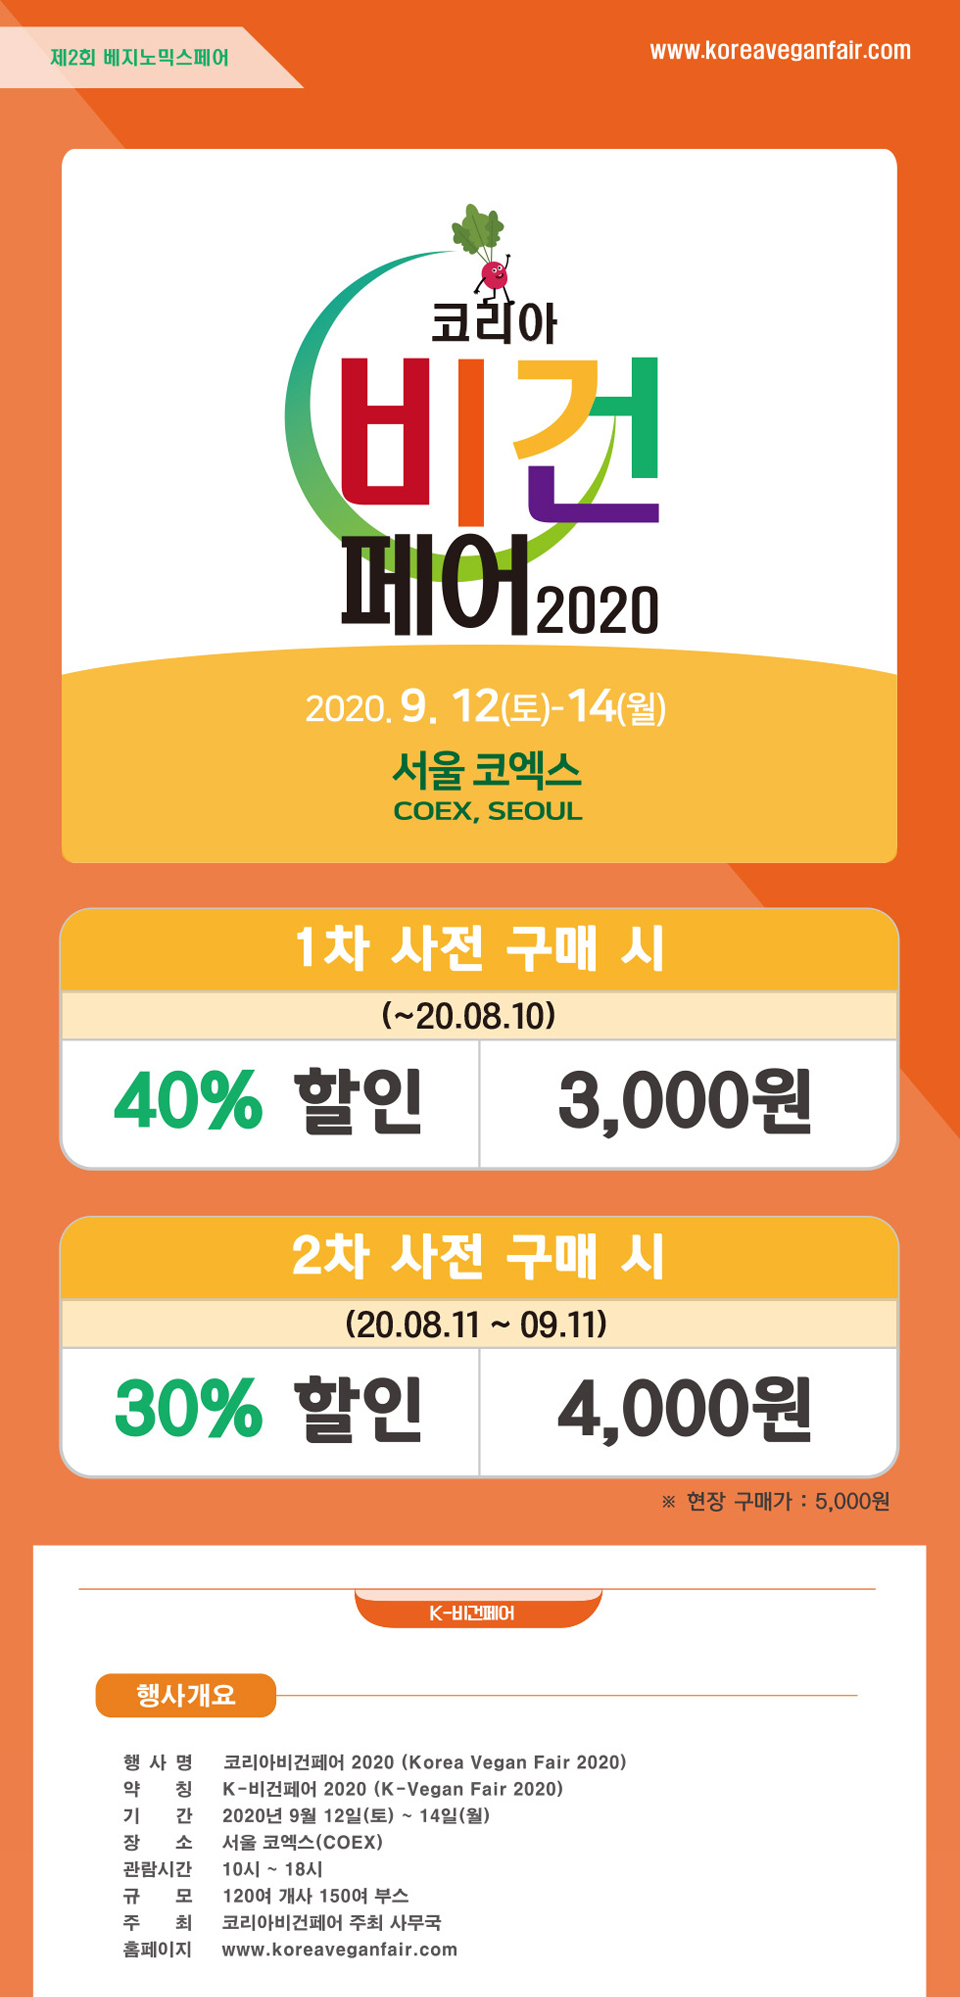 제2회 베지노믹스페어
www.koreaveganfair.com
코리아
비건
페어2020
2020. 9. 12(토)-14(월)
서울 코엑스
COEX, SEOUL
1차 사전 구매 시
(~20.08.10)
40% 할인 3,000원
2차 사전 구매 시
(20.08.11 ~ 09.11)
30% 할인 4,000원
※ 현장 구매가 : 5,000원
K-비건페어
행사개요
행 사 명 코리아비건페어 2020 (Korea Vegan Fair 2020)
약 칭 K-비건페어 2020 (K-Vegan Fair 2020)
기 간 2020년 9월 12일(토) ~ 14일(월)
장 소 서울 코엑스(COEX)
관람시간 10시 ~ 18시
규 모 120여 개사 150여 부스
주 최 코리아비건페어 주최 사무국
홈페이지 www.koreaveganfair.com